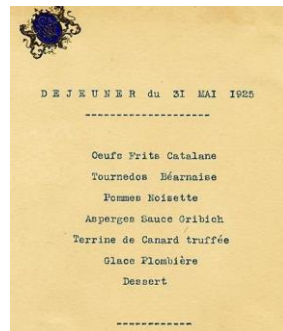 DEJEUNER du 31 MAI 1925
Oeufs Frits Catalane
Tournedos Béarnaise
Pommes Noisette
Asperges Sauce Gribich
Terrine de Canard truffée
Glace Plombière
Dessert